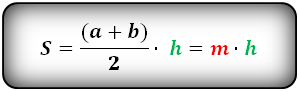 S = (a + b)/2 · h = m · h